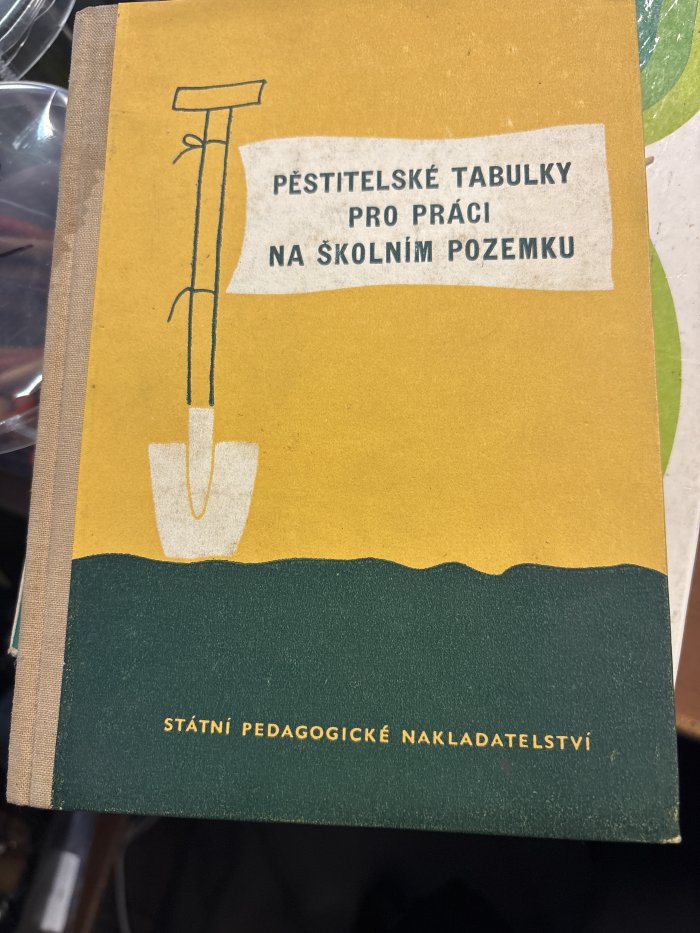 PĚSTITELSKÉ TABULKY
PRO PRÁCI
NA ŠKOLNÍM POZEMKU
STÁTNÍ PEDAGOGICKÉ NAKLADATELSTVÍ